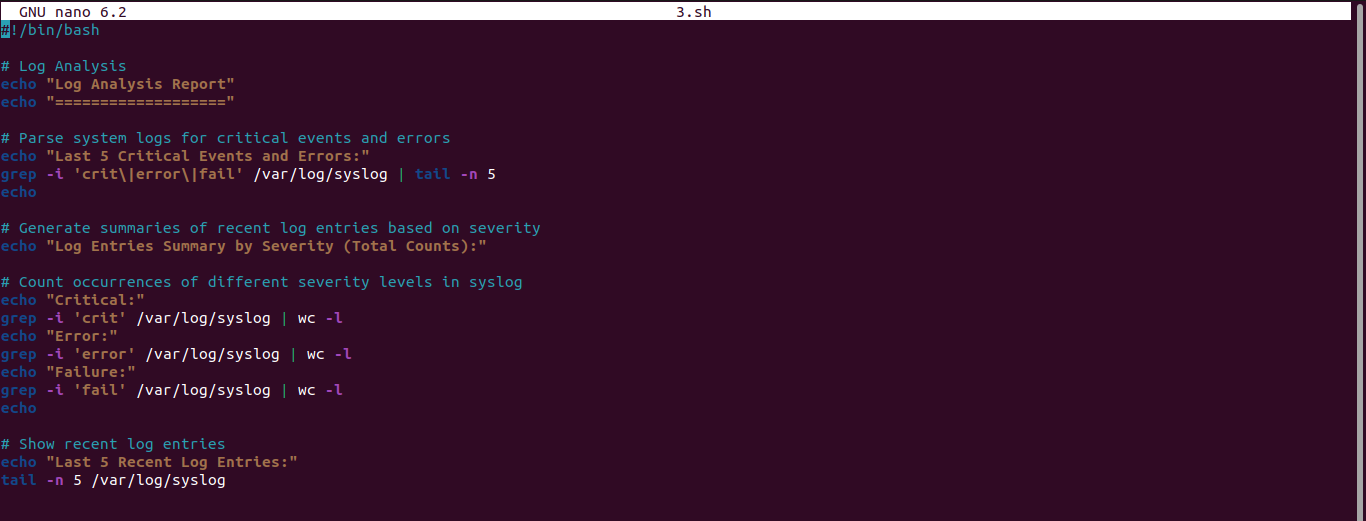 GNU nano 6.2 3.sh
#!/bin/bash
# Log Analysis
echo "Log Analysis Report"
echo "==================="
# Parse system logs for critical events and errors
echo "Last 5 Critical Events and Errors:"
grep -i 'crit\|error\|fail' /var/log/syslog | tail -n 5
echo
# Generate summaries of recent log entries based on severity
echo "Log Entries Summary by Severity (Total Counts):"
# Count occurrences of different severity levels in syslog
echo "Critical:"
grep -i 'crit' /var/log/syslog | wc -l
echo "Error:"
grep -i 'error' /var/log/syslog | wc -l
echo "Failure:"
grep -i 'fail' /var/log/syslog | wc -l
echo
# Show recent log entries
echo "Last 5 Recent Log Entries:"
tail -n 5 /var/log/syslog